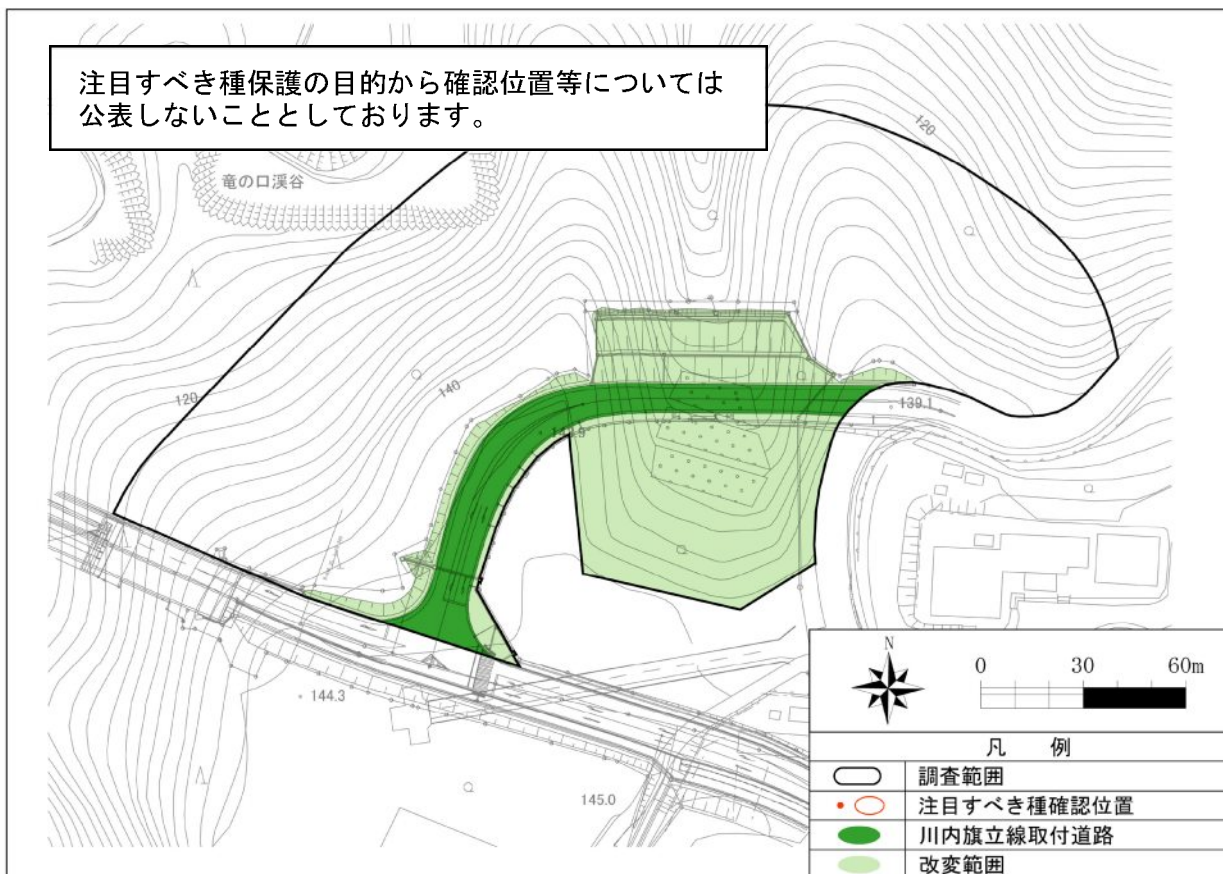 注目すべき種保護の目的から確認位置等については
公表しないこととしております。
120
竜の口渓谷
140
120
139.1
144.3
145.0
N
0 30 60m
凡 例
調査範囲
注目すべき種確認位置
川内旗立線取付道路
改変範囲